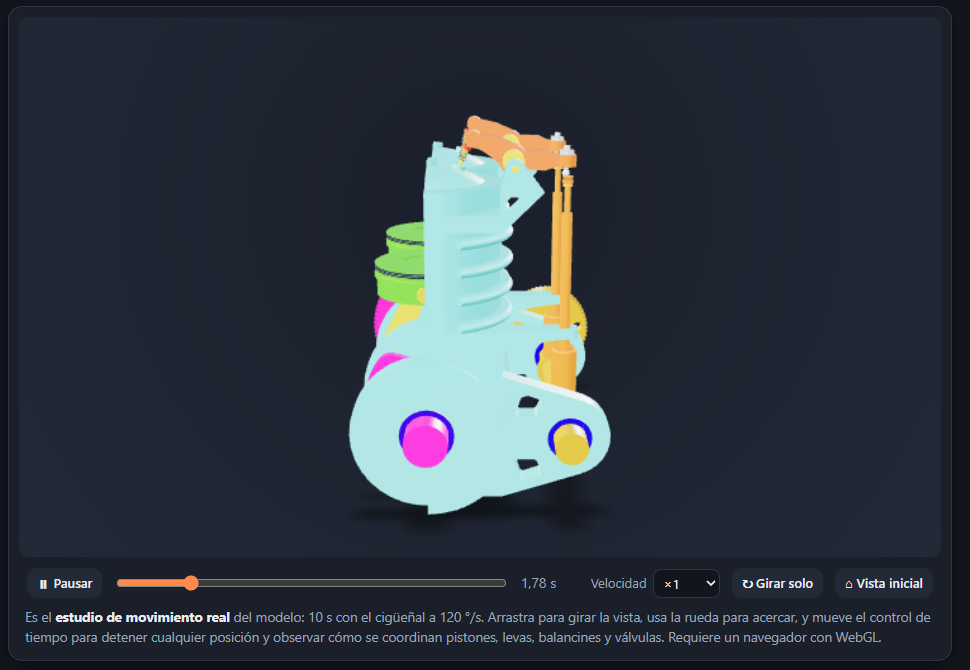 Pausar
1,78 s
Velocidad
×1
↻ Girar solo
⌂ Vista inicial
Es el estudio de movimiento real del modelo: 10 s con el cigüeñal a 120 °/s. Arrastra para girar la vista, usa la rueda para acercar, y mueve el control de
tiempo para detener cualquier posición y observar cómo se coordinan pistones, levas, balancines y válvulas. Requiere un navegador con WebGL.